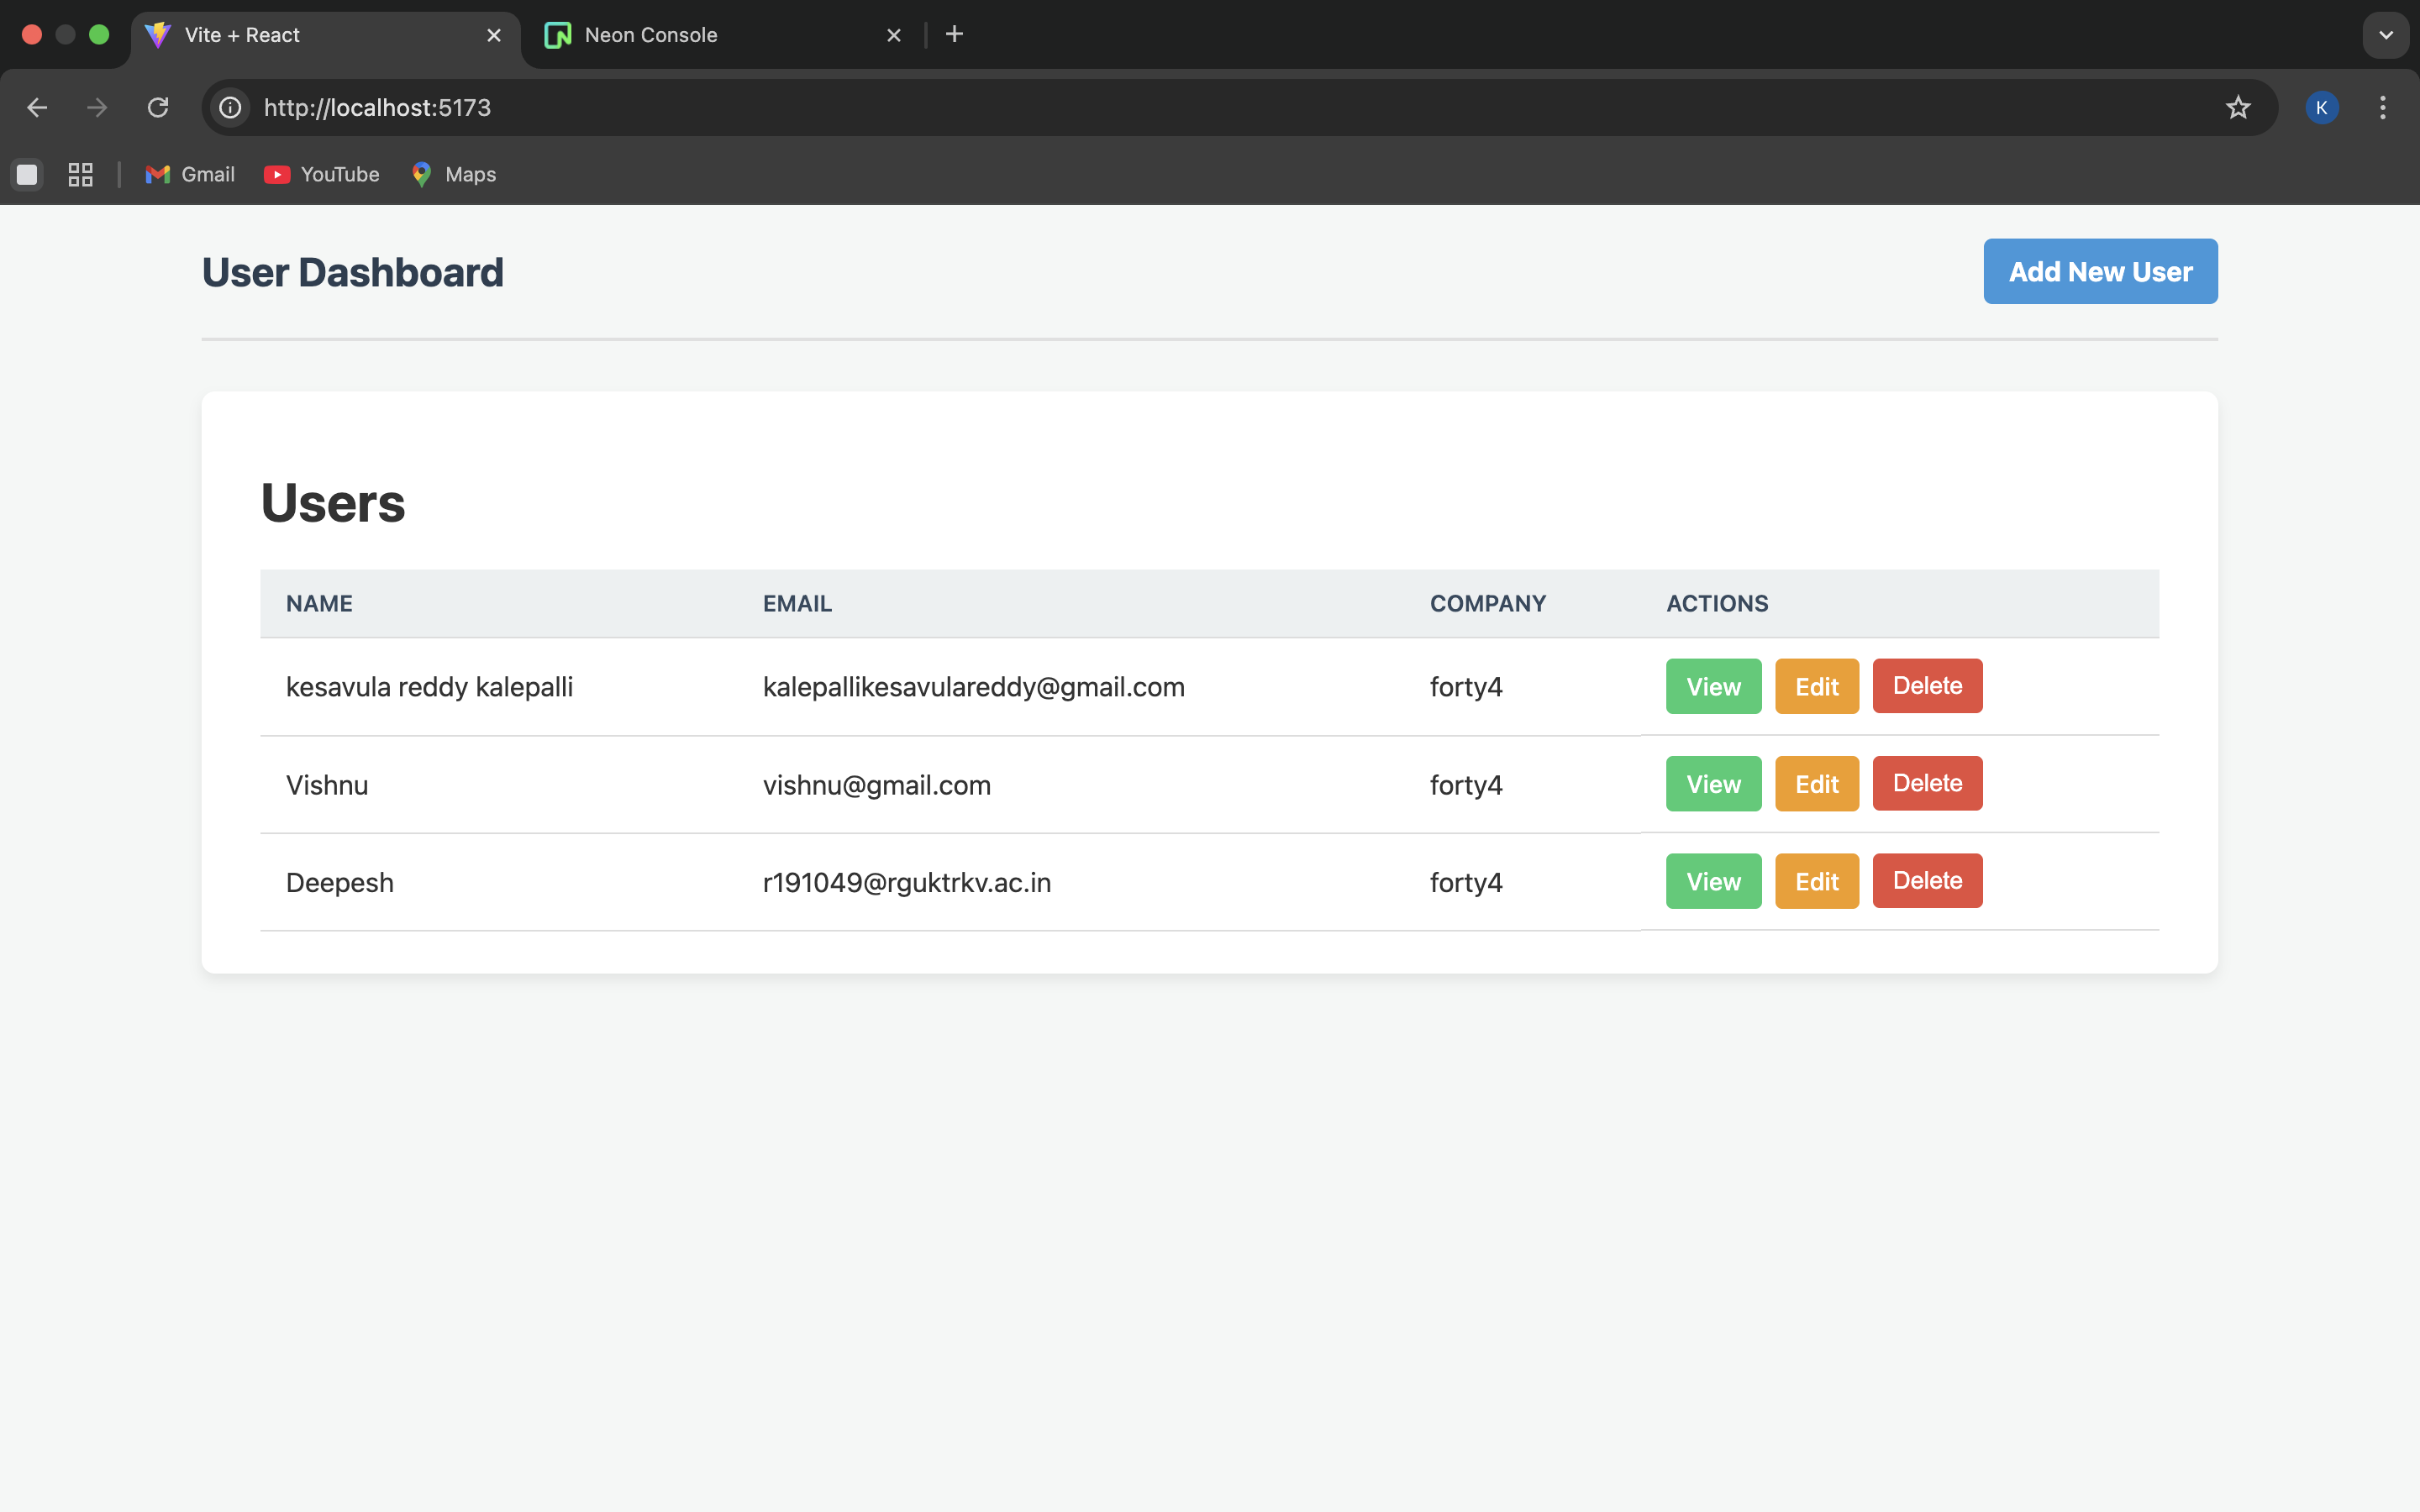 Vite + React
Neon Console
http://localhost:5173
K
Gmail
YouTube
Maps
User Dashboard
Add New User
Users
NAME EMAIL COMPANY ACTIONS
kesavula reddy kalepalli kalepallikesavulareddy@gmail.com forty4 View Edit Delete
Vishnu vishnu@gmail.com forty4 View Edit Delete
Deepesh r191049@rguktrkv.ac.in forty4 View Edit Delete